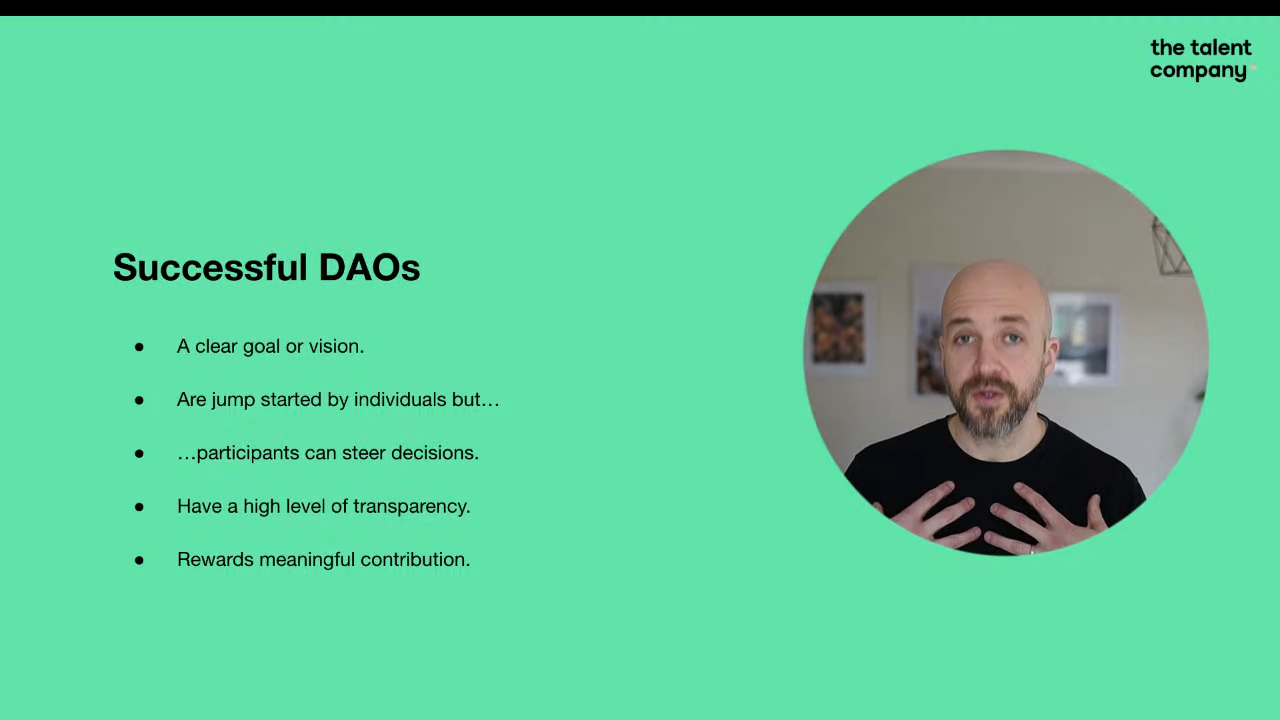 the talent
company
Successful DAOs
● A clear goal or vision.
● Are jump started by individuals but…
● …participants can steer decisions.
● Have a high level of transparency.
● Rewards meaningful contribution.